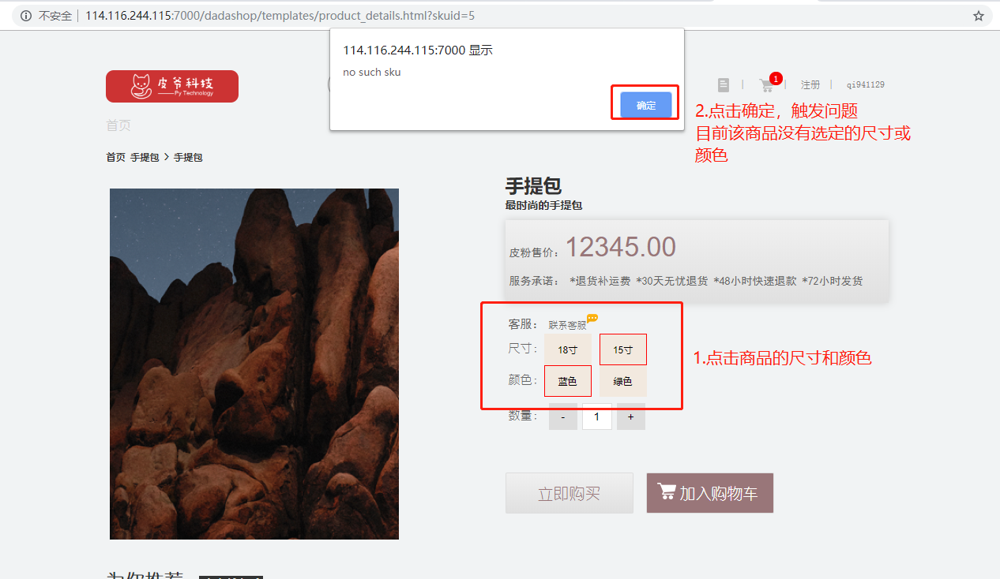 不安全 114.116.244.115:7000/dadashop/templates/product_details.html?skuid=5
114.116.244.115:7000 显示
no such sku
确定
皮爷科技
Py Technology
1
注册
qi941129
2.点击确定，触发问题
目前该商品没有选定的尺寸或
颜色
首页
首页 手提包 > 手提包
手提包
最时尚的手提包
皮粉售价： 12345.00
服务承诺： *退货补运费 *30天无忧退货 *48小时快速退款 *72小时发货
客服： 联系客服
尺寸： 18寸 15寸
1.点击商品的尺寸和颜色
颜色： 蓝色 绿色
数量： - 1 +
立即购买 加入购物车
为你推荐